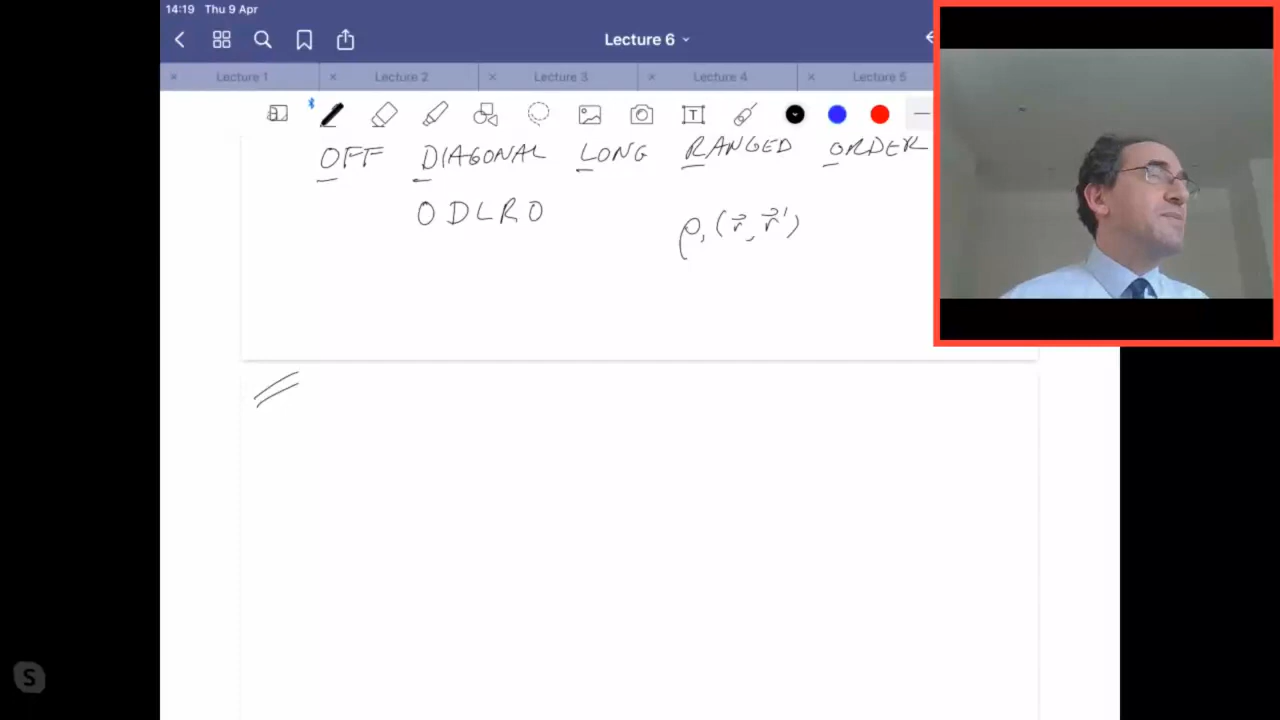 14:19 Thu 9 Apr
Lecture 6
Lecture 1 Lecture 2 Lecture 3 Lecture 4 Lecture 5
T
OFF DIAGONAL LONG RANGED ORDER
ODLRO
ρ₁(r⃗, r⃗')
S